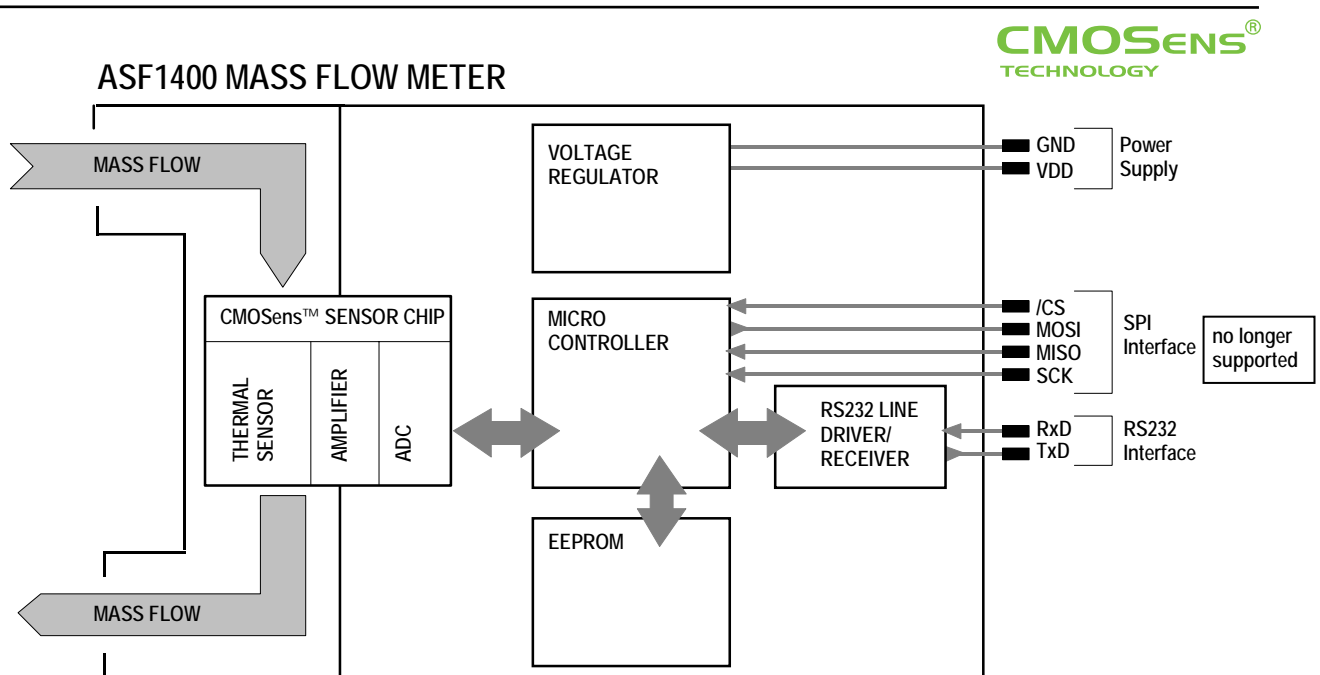 CMOSENS®
TECHNOLOGY
ASF1400 MASS FLOW METER
MASS FLOW
VOLTAGE
REGULATOR
GND
VDD
Power
Supply
CMOSens™ SENSOR CHIP
THERMAL
SENSOR
AMPLIFIER
ADC
MICRO
CONTROLLER
/CS
MOSI
MISO
SCK
SPI
Interface
no longer
supported
RS232 LINE
DRIVER/
RECEIVER
RxD
TxD
RS232
Interface
EEPROM
MASS FLOW